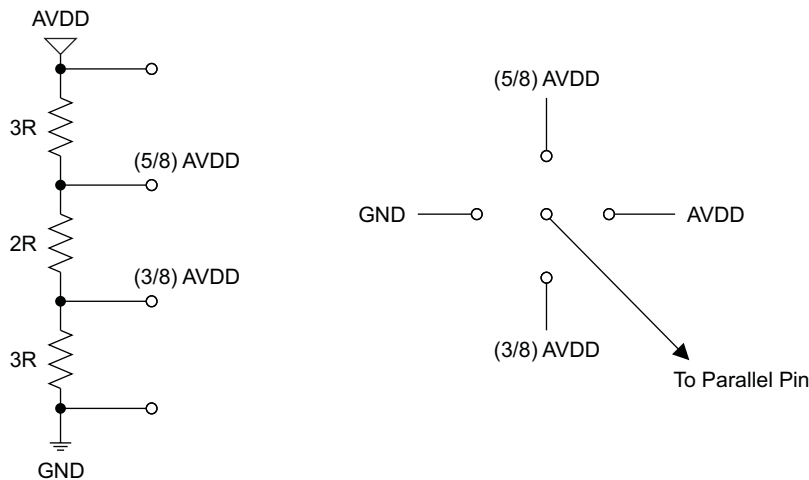 AVDD
3R
(5/8) AVDD
2R
(3/8) AVDD
3R
GND
(5/8) AVDD
GND
AVDD
(3/8) AVDD
To Parallel Pin